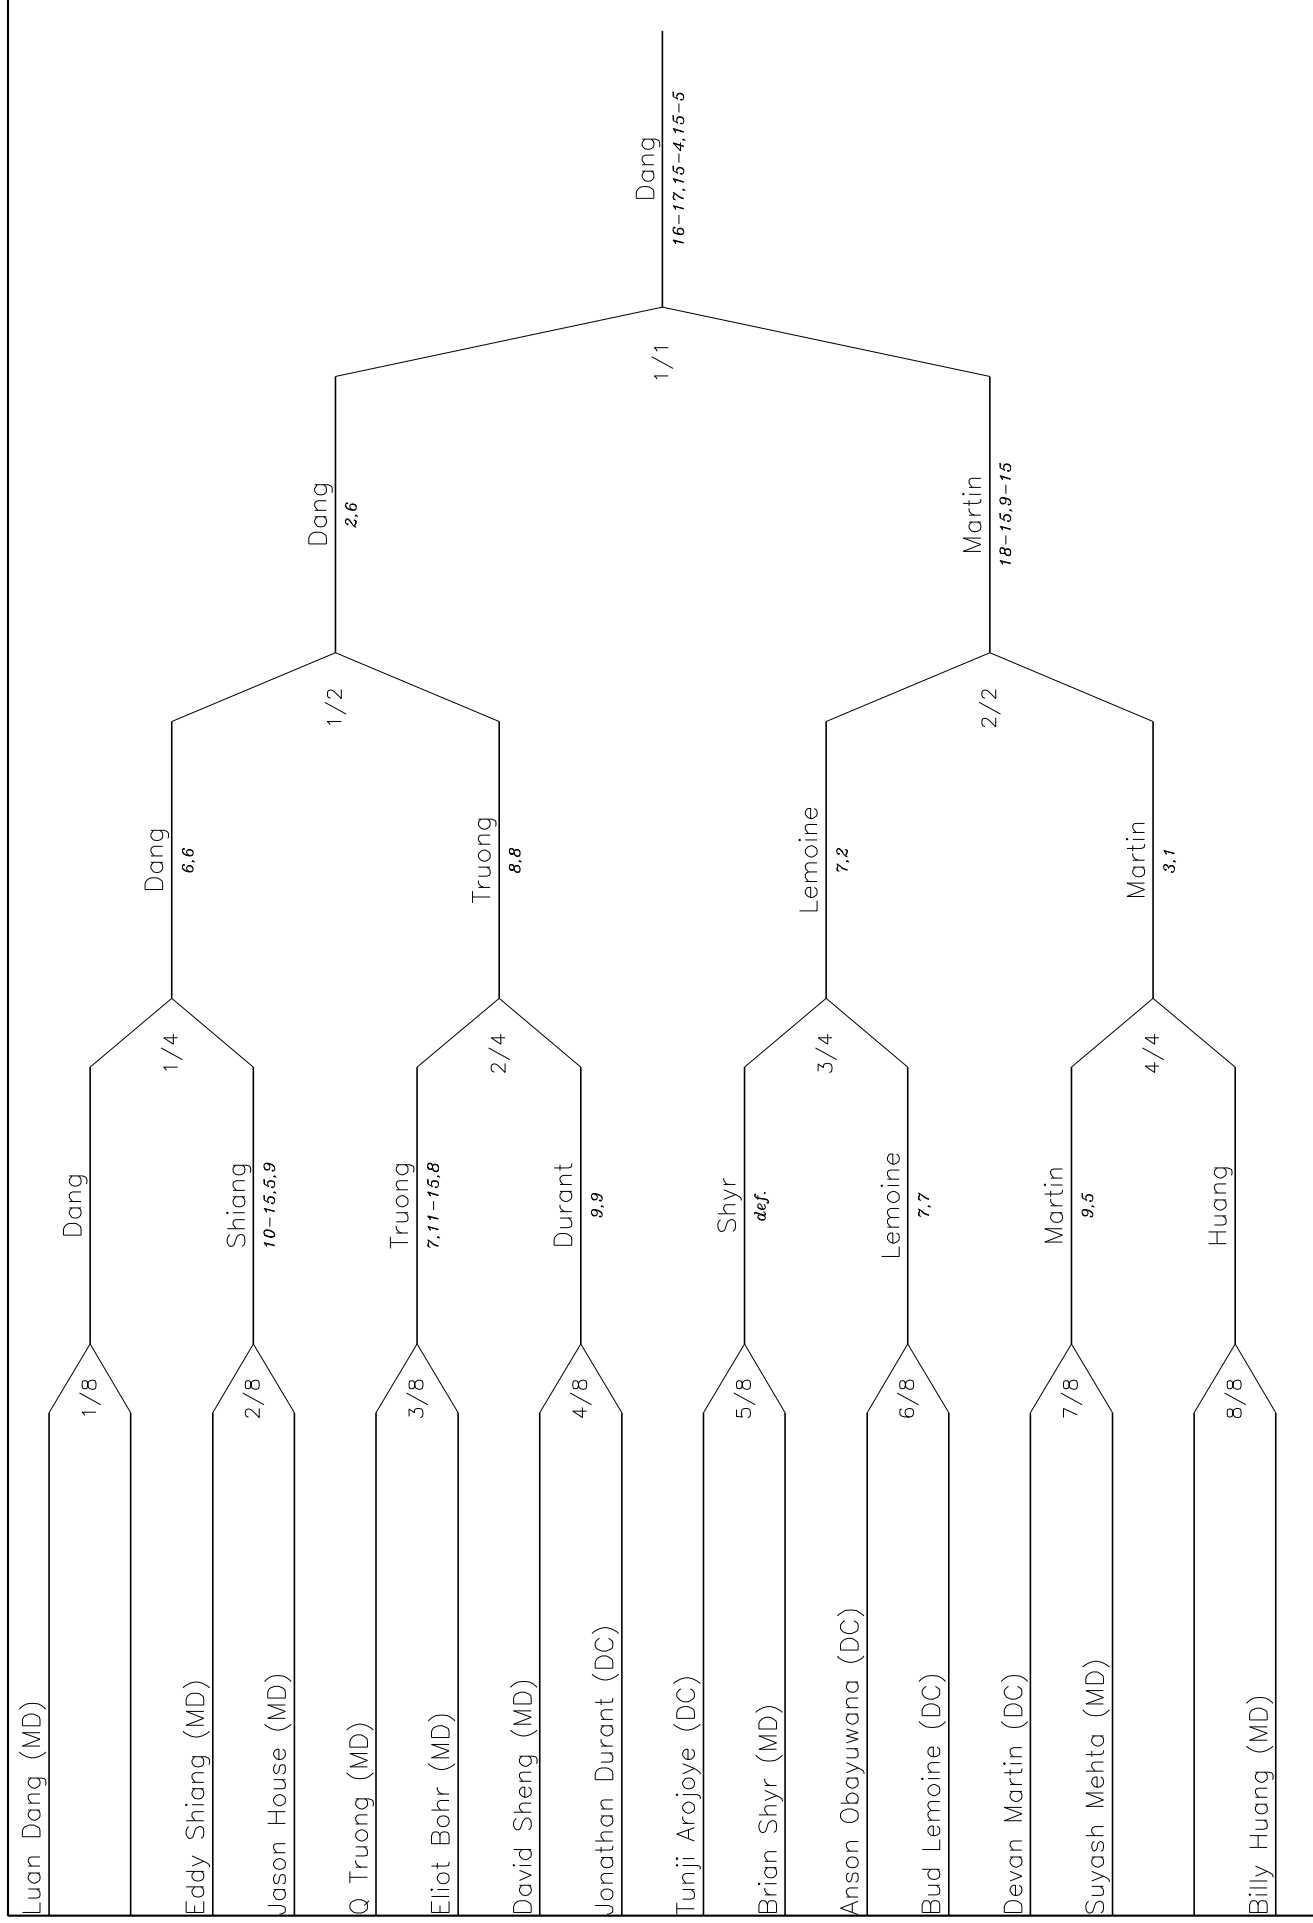 Luan Dang (MD)
Eddy Shiang (MD)
Jason House (MD)
Q Truong (MD)
Eliot Bohr (MD)
David Sheng (MD)
Jonathan Durant (DC)
Tunji Arojoye (DC)
Brian Shyr (MD)
Anson Obayuwana (DC)
Bud Lemoine (DC)
Devan Martin (DC)
Suyash Mehta (MD)
Billy Huang (MD)
1/8
2/8
3/8
4/8
5/8
6/8
7/8
8/8
Dang
Shiang
10-15,5,9
Truong
7,11-15,8
Durant
9,9
Shyr
def.
Lemoine
7,7
Martin
9,5
Huang
1/4
2/4
3/4
4/4
Dang
6,6
Truong
8,8
Lemoine
7,2
Martin
3,1
1/2
2/2
Dang
2,6
Martin
18-15,9-15
1/1
Dang
16-17,15-4,15-5